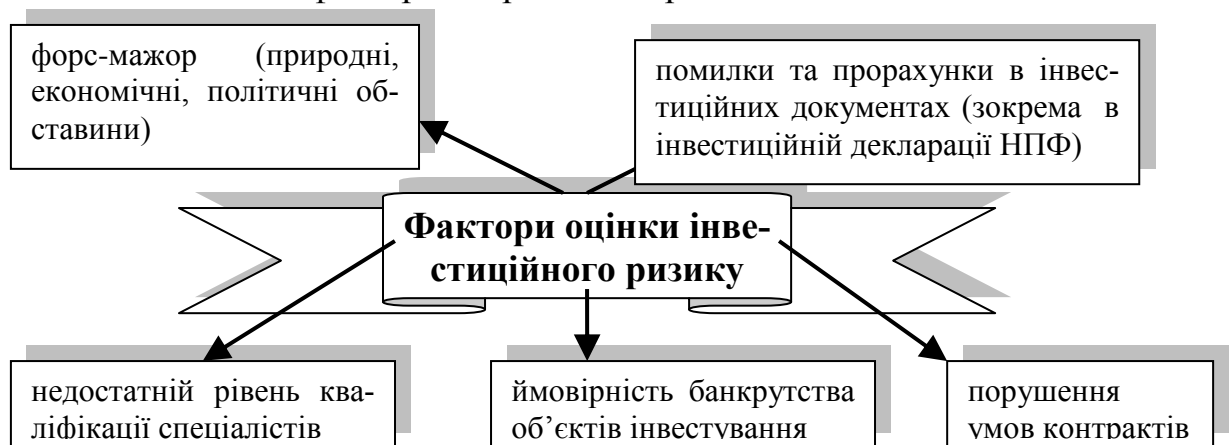 форс-мажор (природні,
економічні, політичні об-
ставини)
помилки та прорахунки в інвес-
тиційних документах (зокрема в
інвестиційній декларації НПФ)
Фактори оцінки інве-
стиційного ризику
недостатній рівень ква-
ліфікації спеціалістів
ймовірність банкрутства
об’єктів інвестування
порушення
умов контрактів